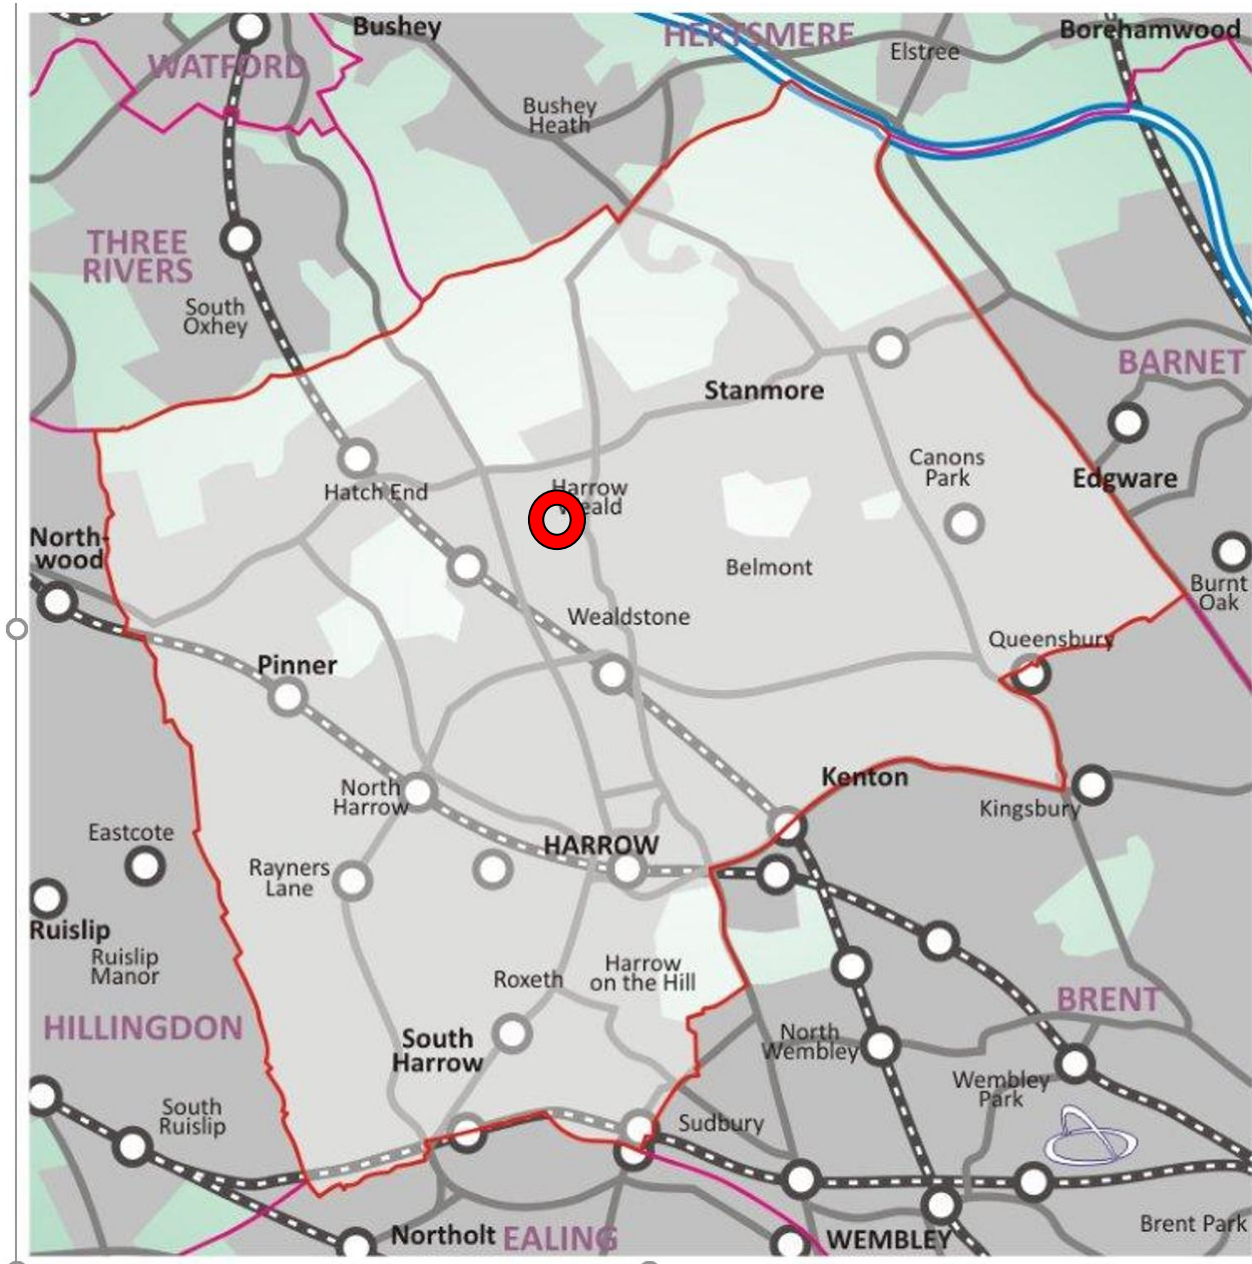 Bushey
HERTSMERE
Borehamwood
Elstree
WATFORD
Bushey
Heath
THREE
RIVERS
South
Oxhey
BARNET
Stanmore
Canons
Park
Edgware
Hatch End
Harrow
Weald
North-
wood
Belmont
Burnt
Oak
Wealdstone
Queensbury
Pinner
Kenton
North
Harrow
Kingsbury
Eastcote
HARROW
Rayners
Lane
Ruislip
Ruislip
Manor
Roxeth
Harrow
on the Hill
BRENT
HILLINGDON
South
Harrow
North
Wembley
Wembley
Park
South
Ruislip
Sudbury
Northolt
EALING
WEMBLEY
Brent Park